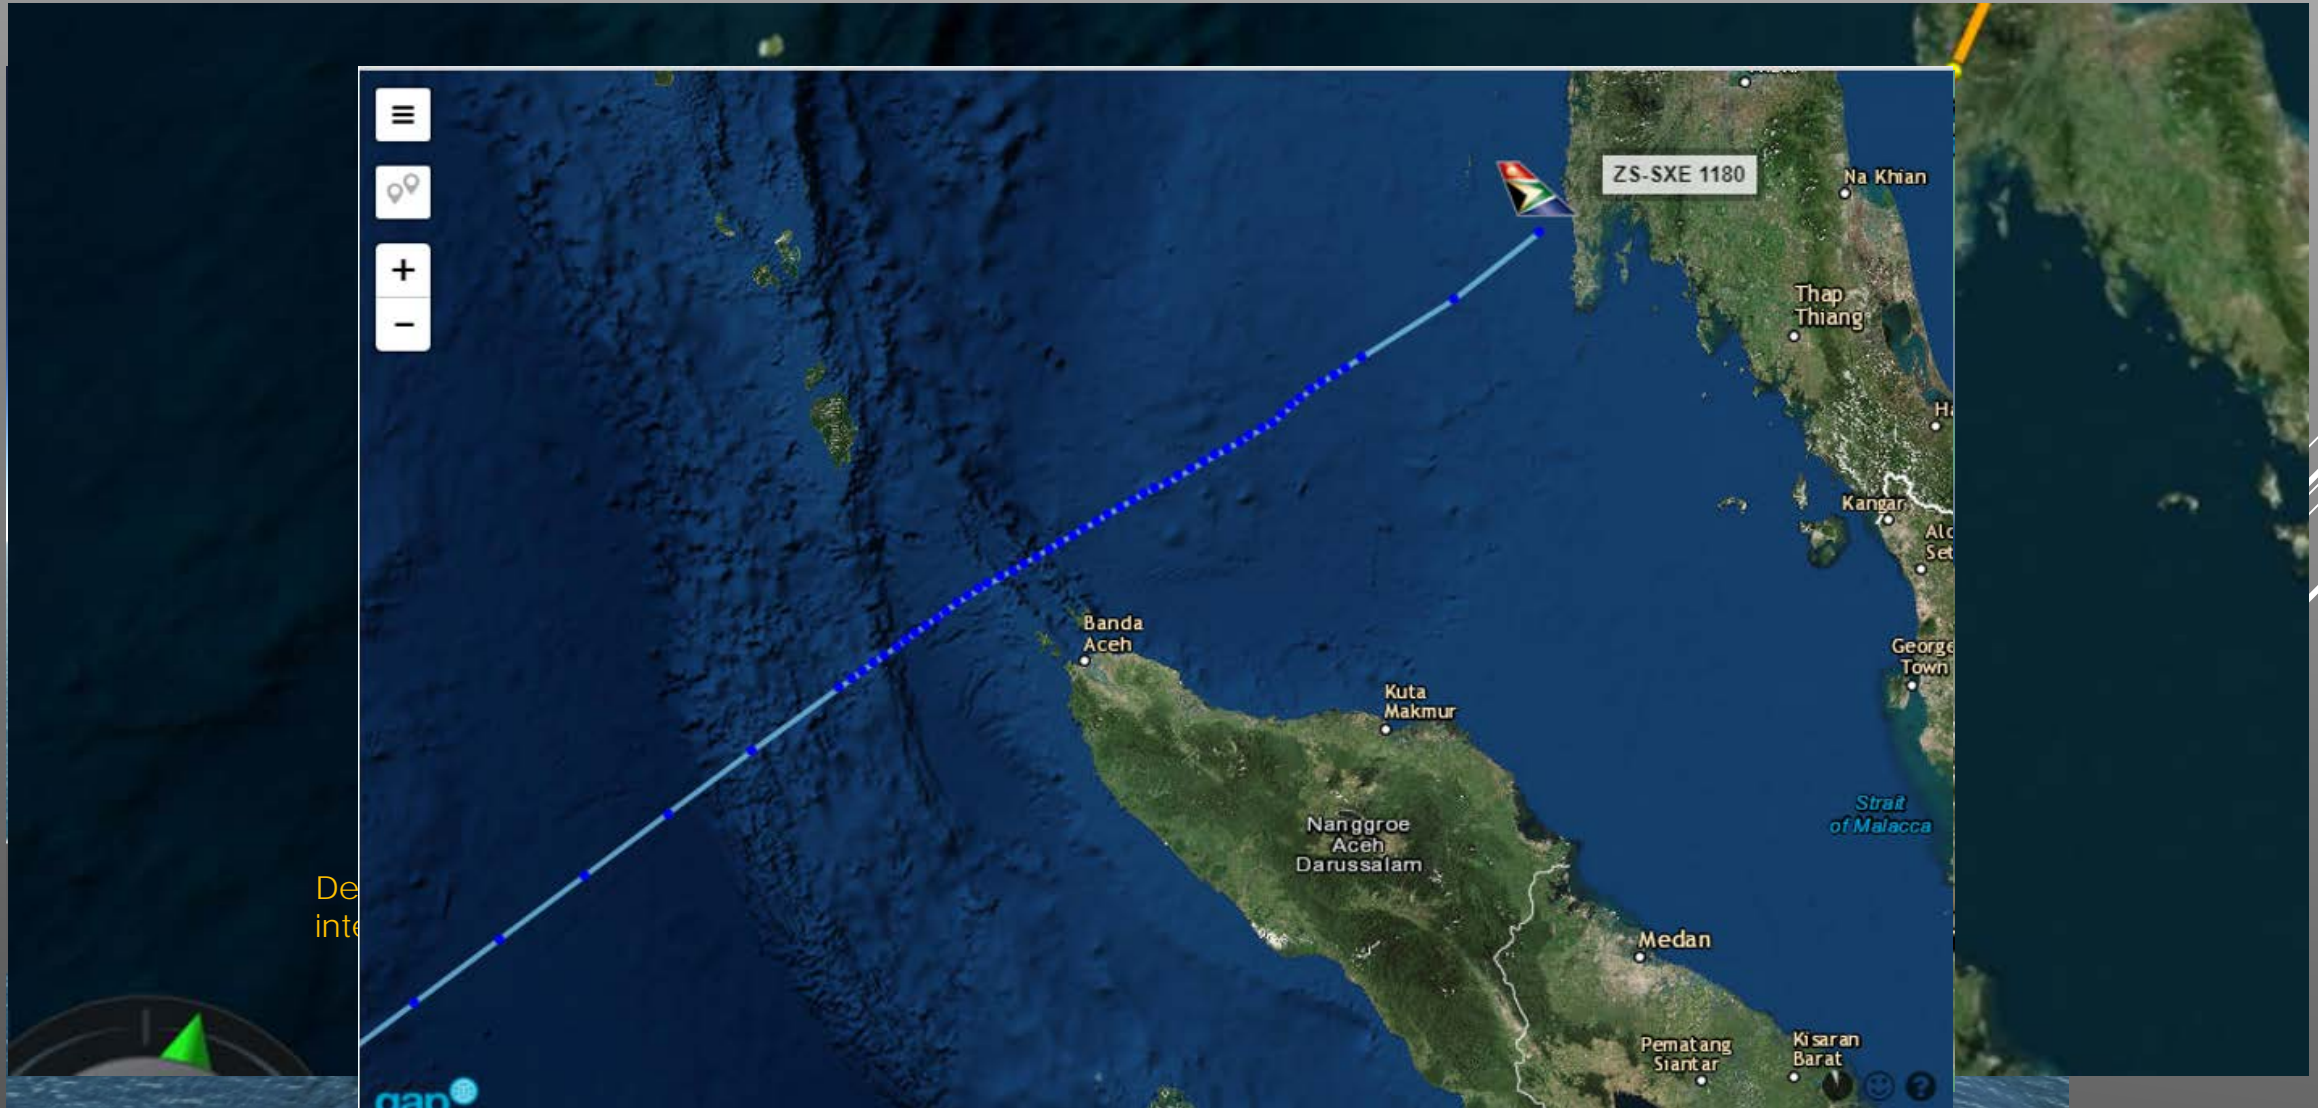 ZS-SXE 1180
Na Khian
+
−
Thap
Thiang
Kangar
Banda
Aceh
George
Town
Kuta
Makmur
Strait
of Malacca
Nanggroe
Aceh
Darussalam
De
inte
Medan
Pematang
Siantar
Kisaran
Barat
gap
?